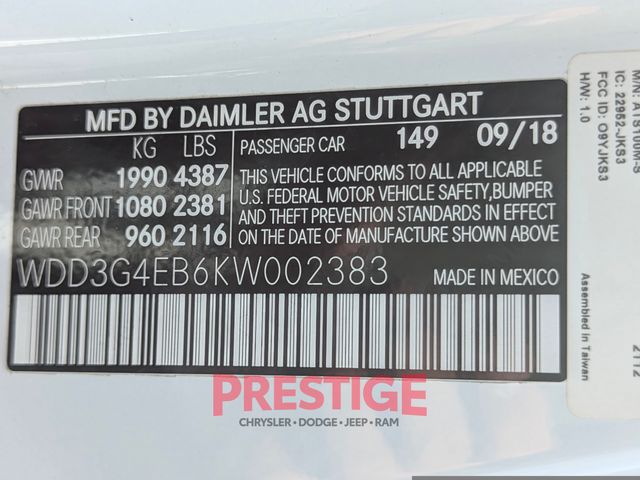 MFD BY DAIMLER AG STUTTGART
KG LBS PASSENGER CAR 149 09/18
GVWR 1990 4387
GAWR FRONT 1080 2381
GAWR REAR 960 2116
THIS VEHICLE CONFORMS TO ALL APPLICABLE
U.S. FEDERAL MOTOR VEHICLE SAFETY,BUMPER
AND THEFT PREVENTION STANDARDS IN EFFECT
ON THE DATE OF MANUFACTURE SHOWN ABOVE.
WDD3G4EB6KW002383 MADE IN MEXICO
PRESTIGE
CHRYSLER • DODGE • JEEP • RAM
IC: 22952-JKS3
FCC ID: O9YJKS3
H/W: 1.0
Assembled in Taiwan
2112